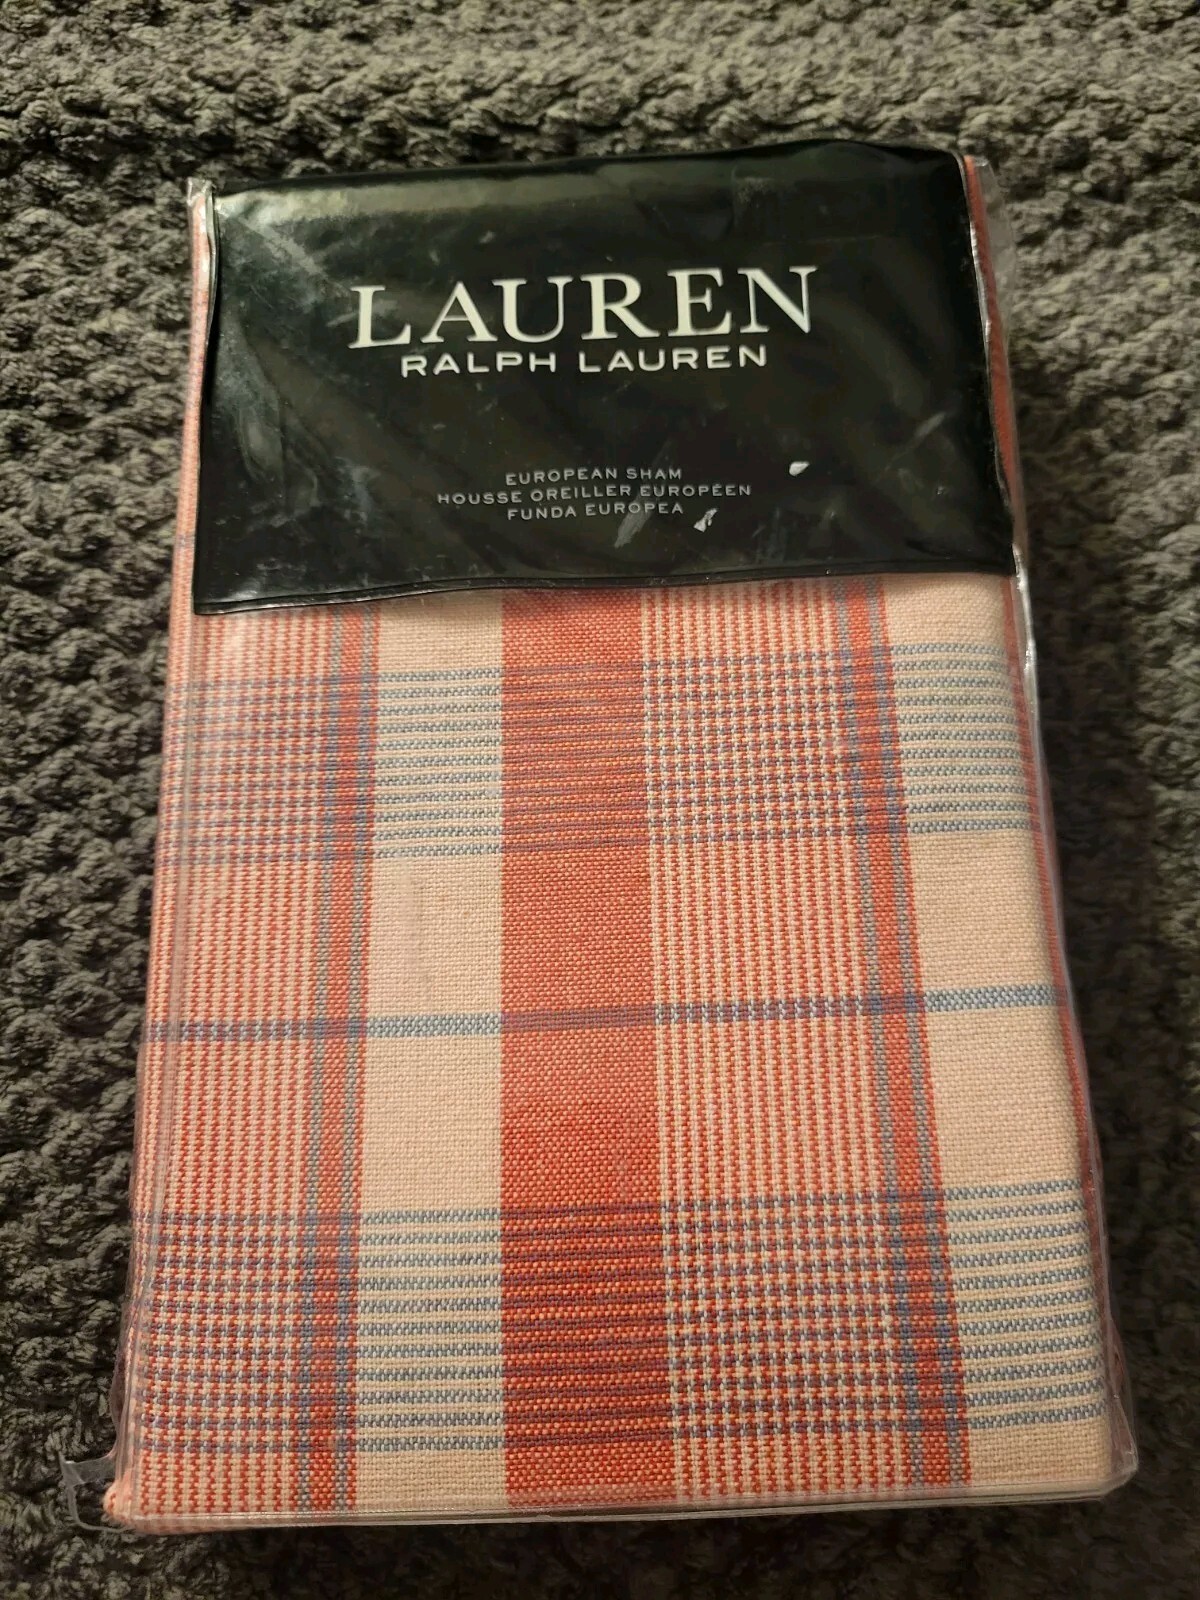 LAUREN
RALPH LAUREN
EUROPEAN SHAM
HOUSSE OREILLER EUROPÉEN
FUNDA EUROPEA